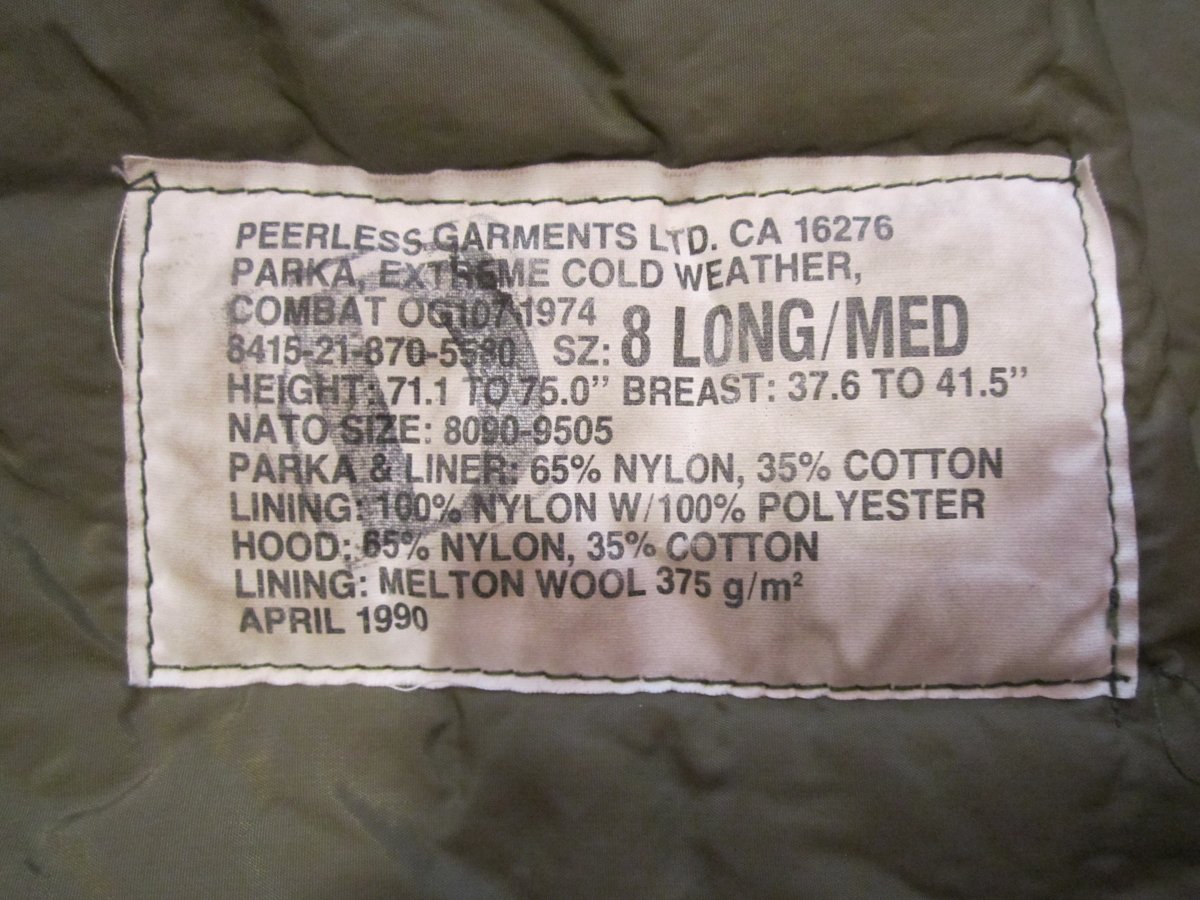 PEERLESS GARMENTS LTD. CA 16276
PARKA, EXTREME COLD WEATHER,
COMBAT OG107 1974
8415-21-870-5580 SZ: 8 LONG/MED
HEIGHT: 71.1 TO 75.0" BREAST: 37.6 TO 41.5"
NATO SIZE: 8090-9505
PARKA & LINER: 65% NYLON, 35% COTTON
LINING: 100% NYLON W/100% POLYESTER
HOOD: 65% NYLON, 35% COTTON
LINING: MELTON WOOL 375 g/m²
APRIL 1990